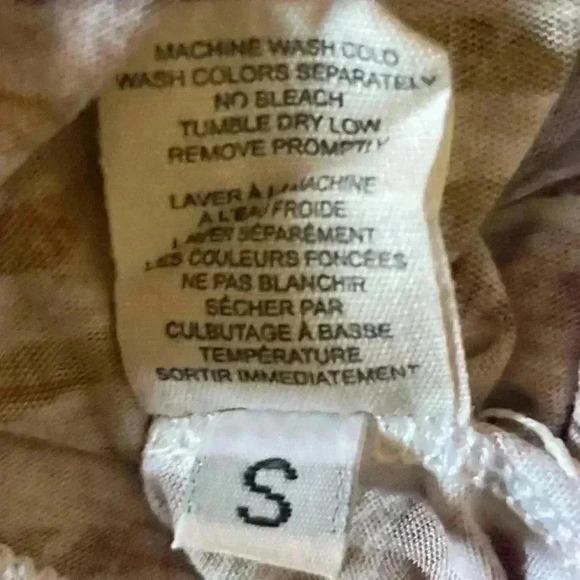 MACHINE WASH COLD
WASH COLORS SEPARATELY
NO BLEACH
TUMBLE DRY LOW
REMOVE PROMPTLY
LAVER À LA MACHINE
À L'EAU FROIDE
LAVER SÉPARÉMENT
LES COULEURS FONCÉES
NE PAS BLANCHIR
SÉCHER PAR
CULBUTAGE À BASSE
TEMPÉRATURE
SORTIR IMMEDIATEMENT
S